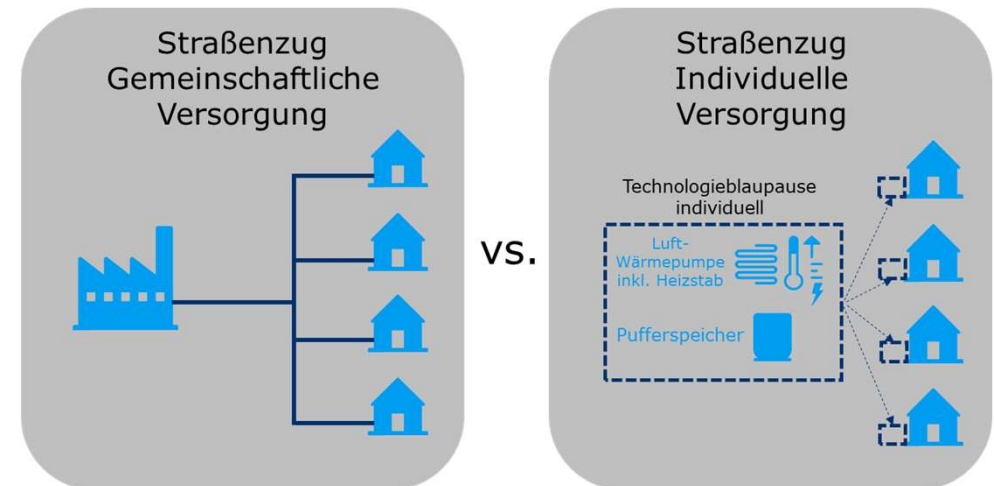 Straßenzug
Gemeinschaftliche
Versorgung
vs.
Straßenzug
Individuelle
Versorgung
Technologieblaupause
individuell
Luft-
Wärmepumpe
inkl. Heizstab
Pufferspeicher